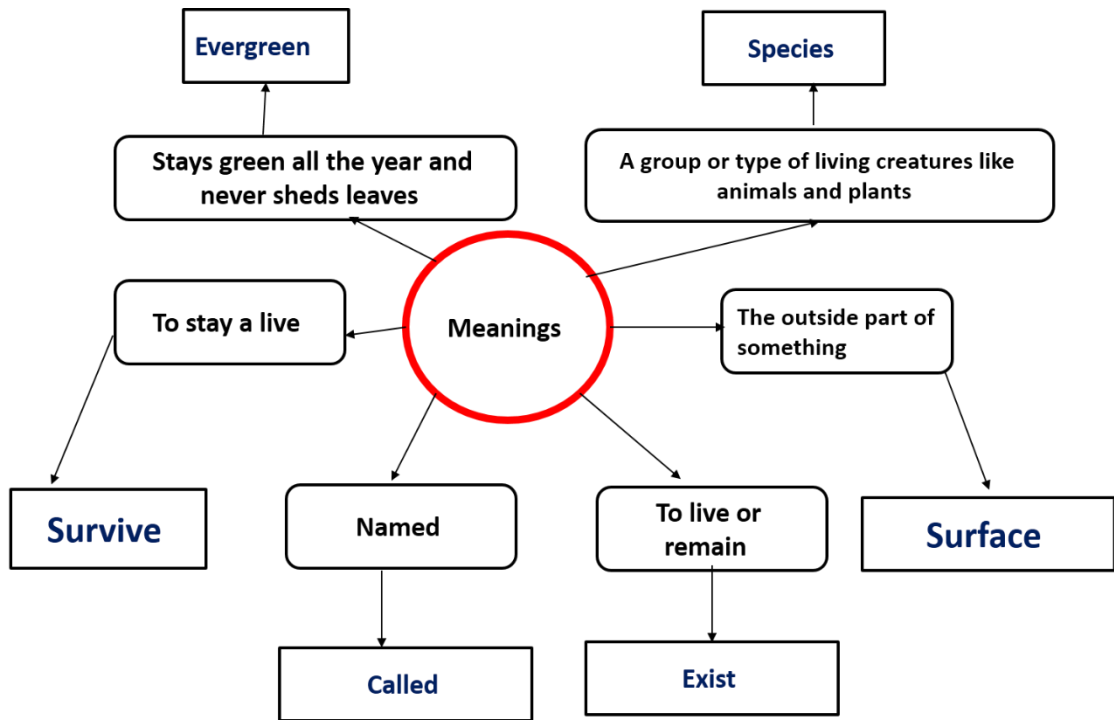 Evergreen
Species
Stays green all the year and
never sheds leaves
A group or type of living creatures like
animals and plants
To stay a live
Meanings
The outside part of
something
Survive
Named
To live or
remain
Surface
Called
Exist